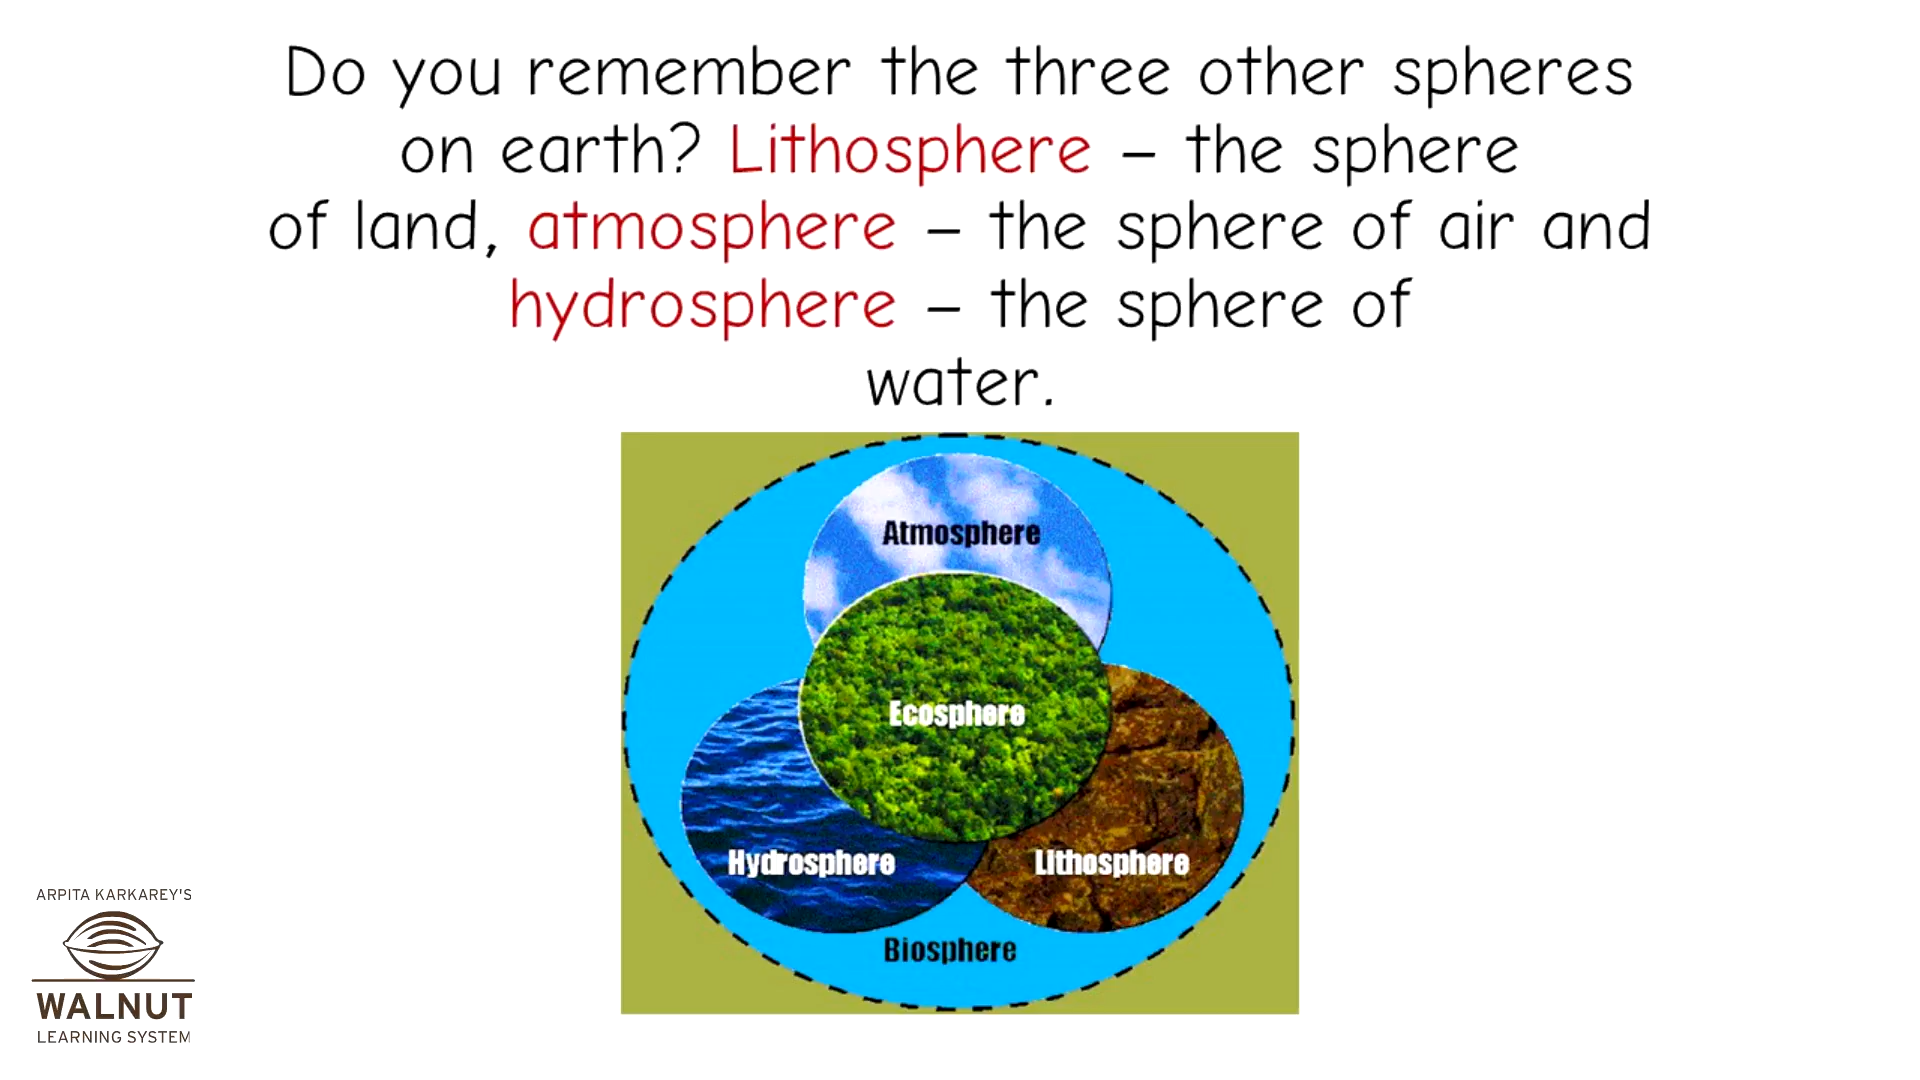 Do you remember the three other spheres
on earth? Lithosphere – the sphere
of land, atmosphere – the sphere of air and
hydrosphere – the sphere of
water.
Atmosphere
Ecosphere
Hydrosphere
Lithosphere
Biosphere
ARPITA KARKAREY'S
WALNUT
LEARNING SYSTEM